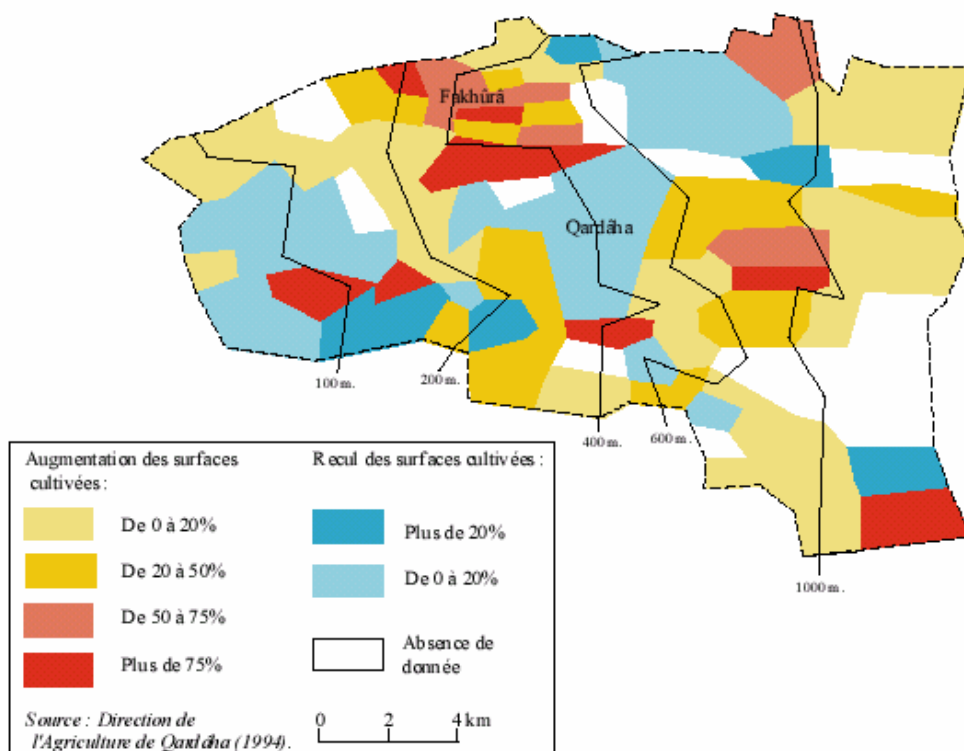 Fakhûrâ
Qardâha
100 m.
200 m.
400 m.
600 m.
1000 m.
Augmentation des surfaces
cultivées :
De 0 à 20%
De 20 à 50%
De 50 à 75%
Plus de 75%
Source : Direction de
l'Agriculture de Qardâha (1994).
Recul des surfaces cultivées :
Plus de 20%
De 0 à 20%
Absence de
donnée
0 2 4 km